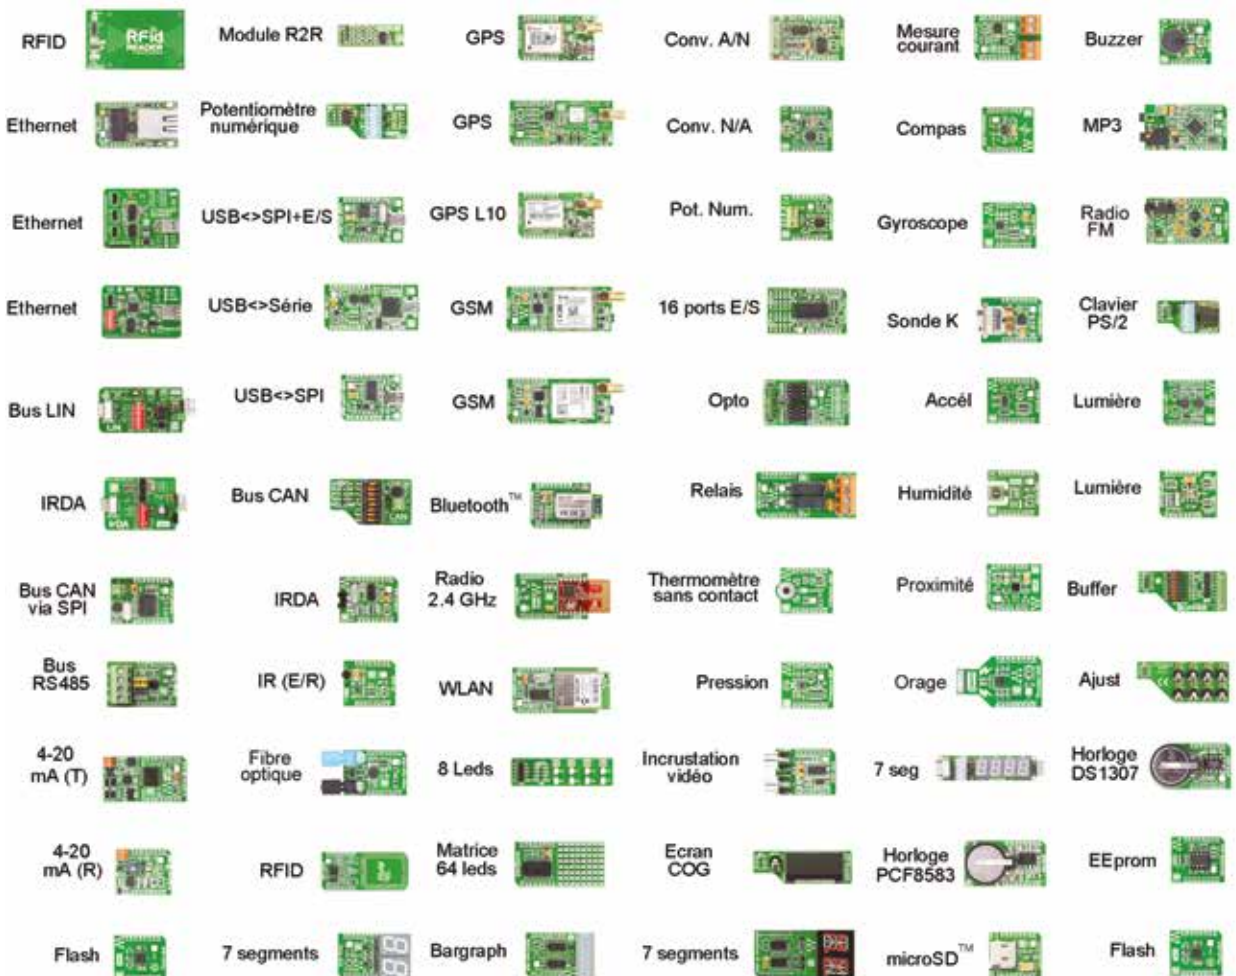 RFID
RFid
READER
Module R2R
GPS
Conv. A/N
Mesure
courant
Buzzer
Ethernet
Potentiomètre
numérique
GPS
Conv. N/A
Compas
MP3
Ethernet
USB<>SPI+E/S
GPS L10
Pot. Num.
Gyroscope
Radio
FM
Ethernet
USB<>Série
GSM
16 ports E/S
Sonde K
Clavier
PS/2
Bus LIN
USB<>SPI
GSM
Opto
Accél
Lumière
IRDA
Bus CAN
Bluetooth™
Relais
Humidité
Lumière
Bus CAN
via SPI
IRDA
Radio
2.4 GHz
Thermomètre
sans contact
Proximité
Buffer
Bus
RS485
IR (E/R)
WLAN
Pression
Orage
Ajust
4-20
mA (T)
Fibre
optique
8 Leds
Incrustation
vidéo
7 seg
Horloge
DS1307
4-20
mA (R)
RFID
Matrice
64 leds
Ecran
COG
Horloge
PCF8583
EEprom
Flash
7 segments
Bargraph
7 segments
microSD™
Flash